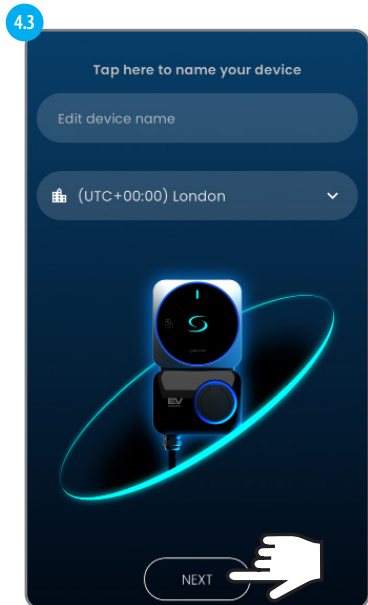 4.3
Tap here to name your device
Edit device name
(UTC+00:00) London
EV
NEXT